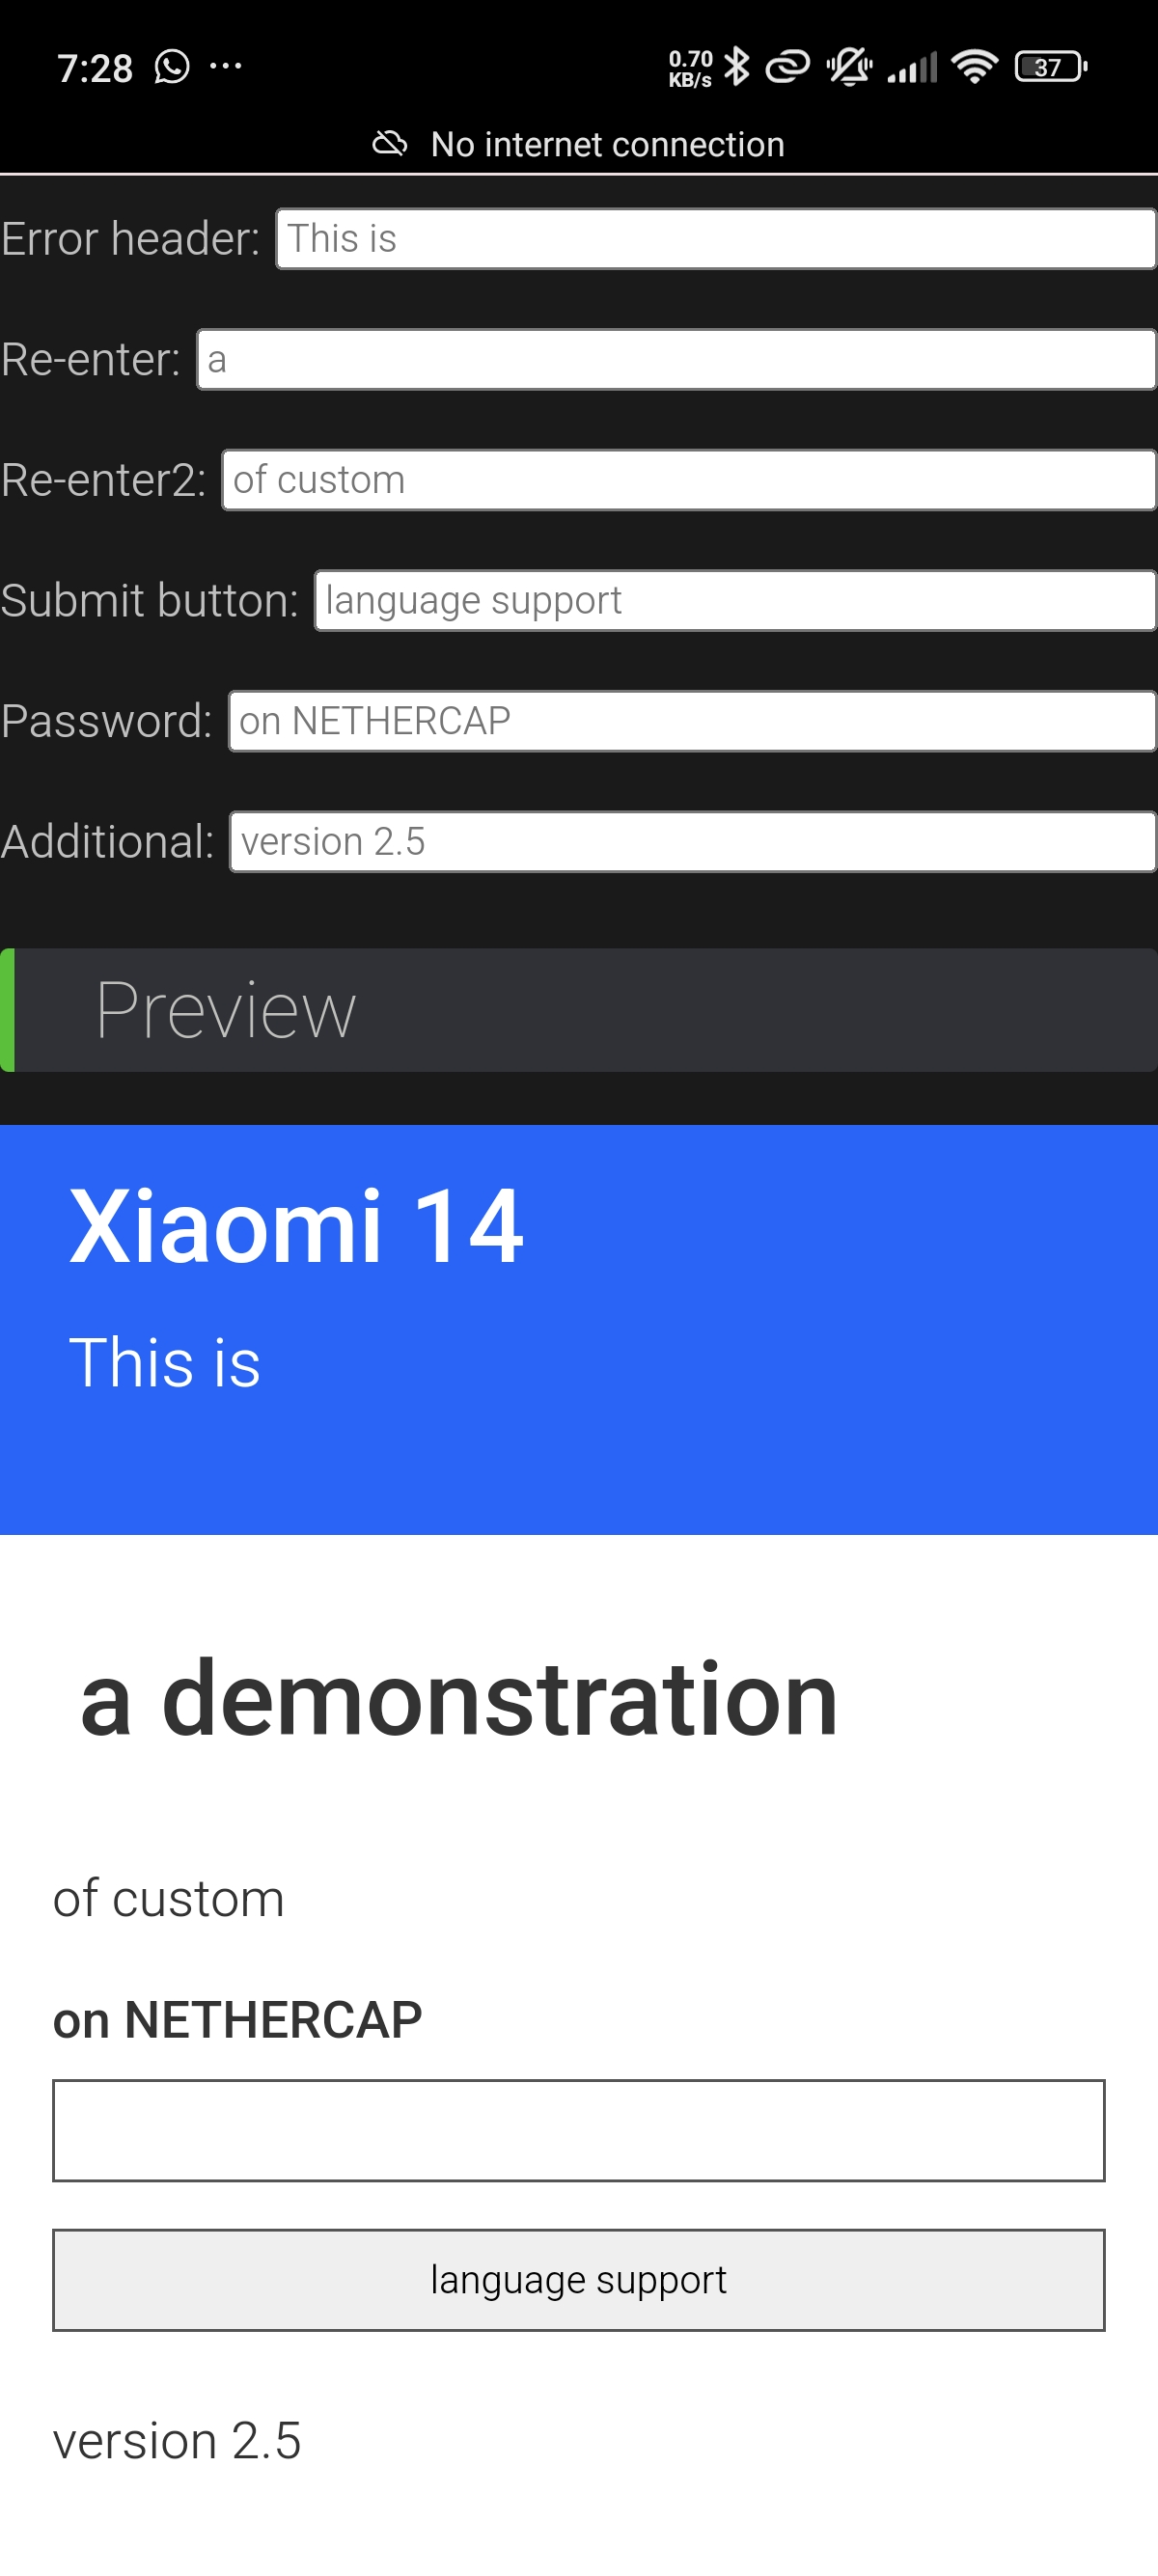 7:28 ... 0.70 KB/s 37
No internet connection
Error header: This is
Re-enter: a
Re-enter2: of custom
Submit button: language support
Password: on NETHERCAP
Additional: version 2.5
Preview
Xiaomi 14
This is
a demonstration
of custom
on NETHERCAP
language support
version 2.5